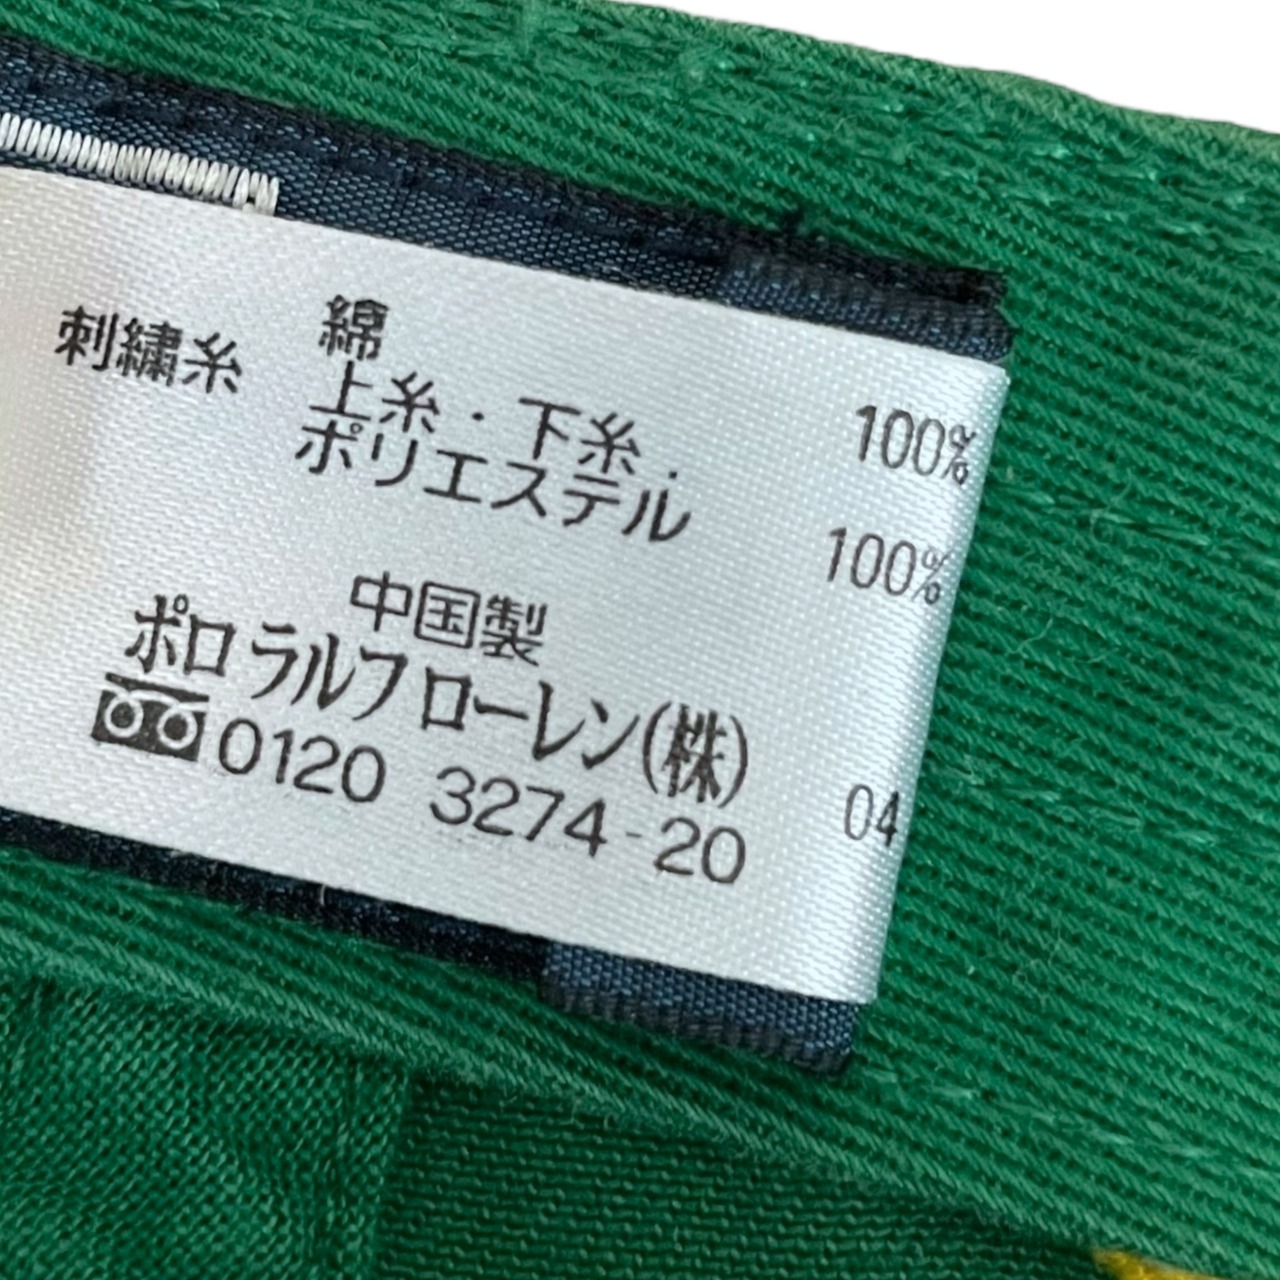 綿 100%
刺繍糸 上糸・下糸.
ポリエステル 100%
中国製
ポロ ラルフ ローレン(株)
0120 3274-20 04